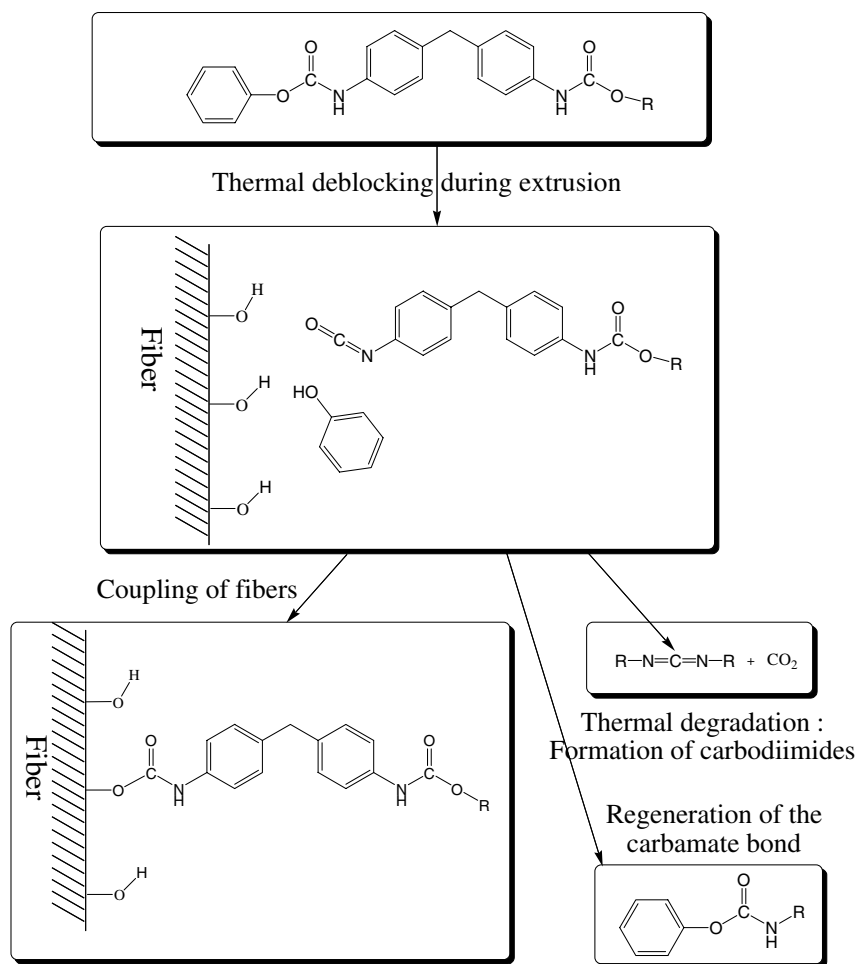 O O
C C
O N N O R
H H
Thermal deblocking during extrusion
Fiber
H
O
H
O
H
O
O
C
N
HO
O
C
N O R
H
Coupling of fibers
Fiber
H
O
O
C
O N
H
O
C
N O R
H
H
O
R—N=C=N—R + CO₂
Thermal degradation :
Formation of carbodiimides
Regeneration of the
carbamate bond
O
C R
O N
H